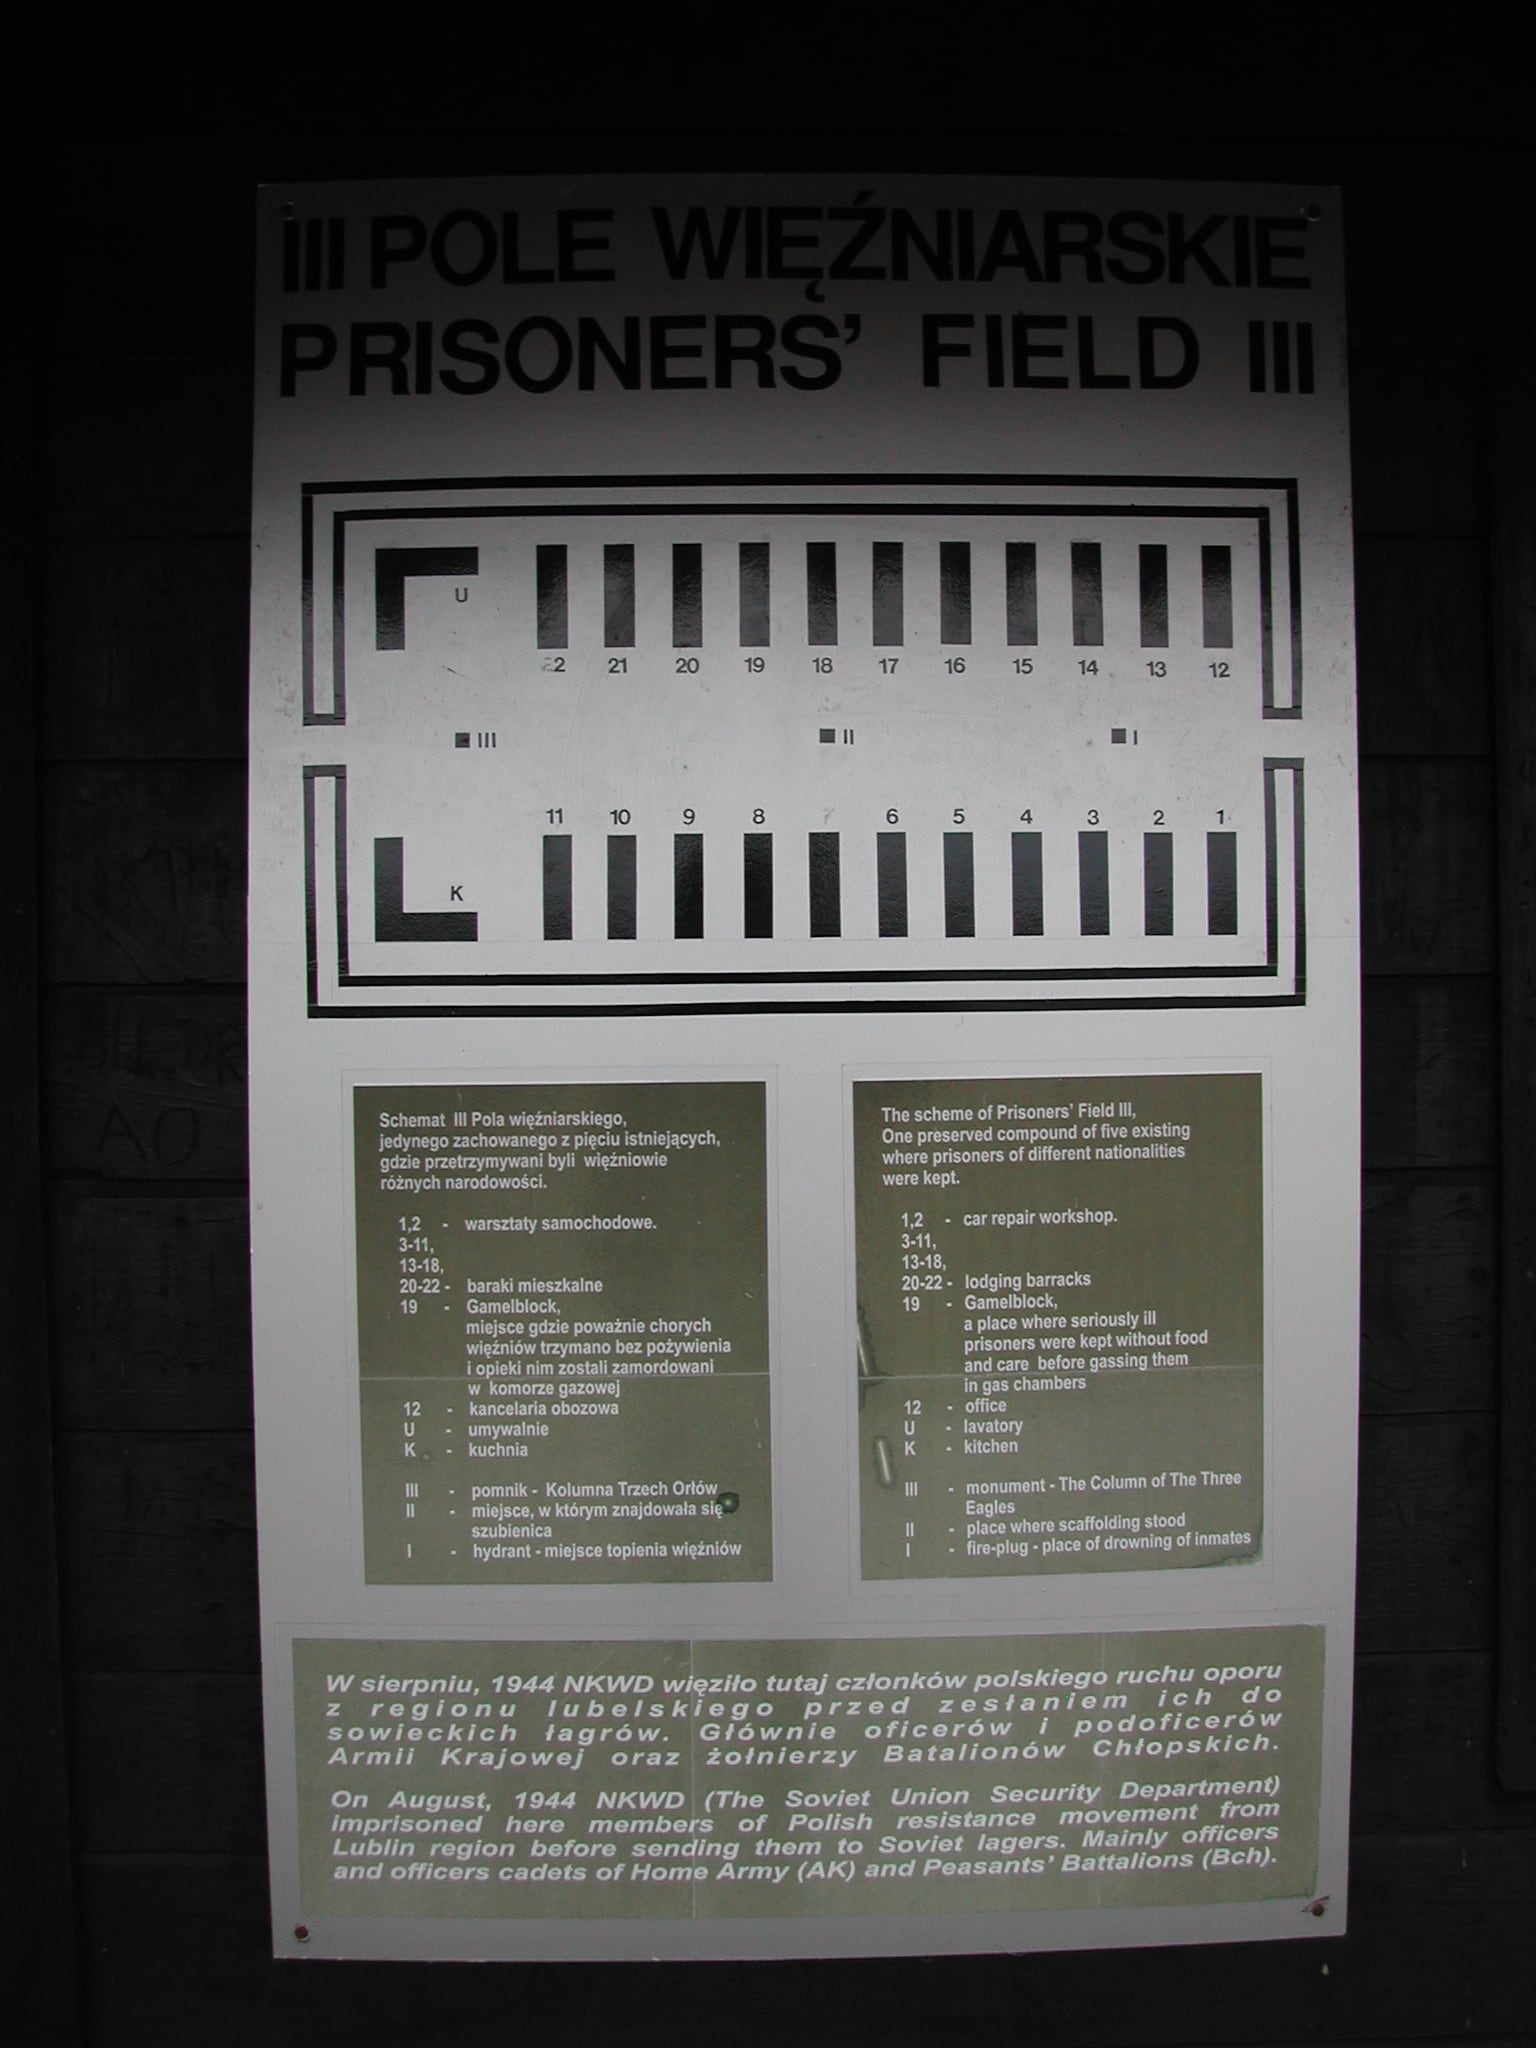 III POLE WIĘŹNIARSKIE
PRISONERS' FIELD III
U
22 21 20 19 18 17 16 15 14 13 12
III II I
11 10 9 8 7 6 5 4 3 2 1
K
Schemat III Pola więźniarskiego,
jedynego zachowanego z pięciu istniejących,
gdzie przetrzymywani byli więźniowie
różnych narodowości.
1,2 - warsztaty samochodowe.
3-11,
13-18,
20-22 - baraki mieszkalne
19 - Gamelblock,
miejsce gdzie poważnie chorych
więźniów trzymano bez pożywienia
i opieki nim zostali zamordowani
w komorze gazowej
12 - kancelaria obozowa
U - umywalnie
K - kuchnia
III - pomnik - Kolumna Trzech Orłów
II - miejsce, w którym znajdowała się
szubienica
I - hydrant - miejsce topienia więźniów
The scheme of Prisoners' Field III,
One preserved compound of five existing
where prisoners of different nationalities
were kept.
1,2 - car repair workshop.
3-11,
13-18,
20-22 - lodging barracks
19 - Gamelblock,
a place where seriously ill
prisoners were kept without food
and care before gassing them
in gas chambers
12 - office
U - lavatory
K - kitchen
III - monument - The Column of The Three
Eagles
II - place where scaffolding stood
I - fire-plug - place of drowning of inmates
W sierpniu, 1944 NKWD więziło tutaj członków polskiego ruchu oporu
z regionu lubelskiego przed zesłaniem ich do
sowieckich łagrów. Głównie oficerów i podoficerów
Armii Krajowej oraz żołnierzy Batalionów Chłopskich.
On August, 1944 NKWD (The Soviet Union Security Department)
imprisoned here members of Polish resistance movement from
Lublin region before sending them to Soviet lagers. Mainly officers
and officers cadets of Home Army (AK) and Peasants' Battalions (Bch).
AO